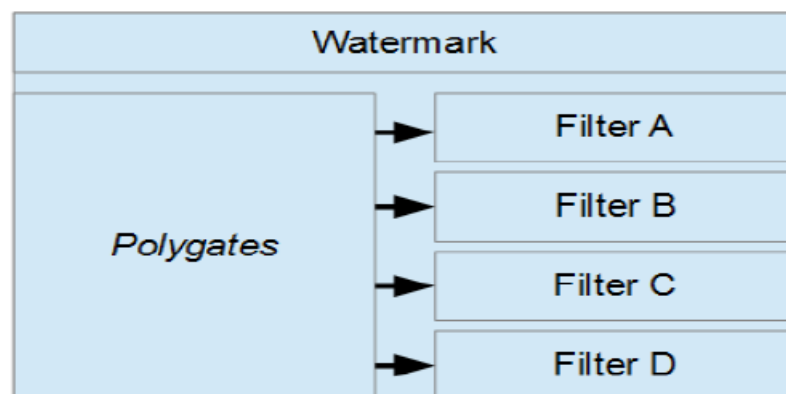 Watermark
Polygates
Filter A
Filter B
Filter C
Filter D